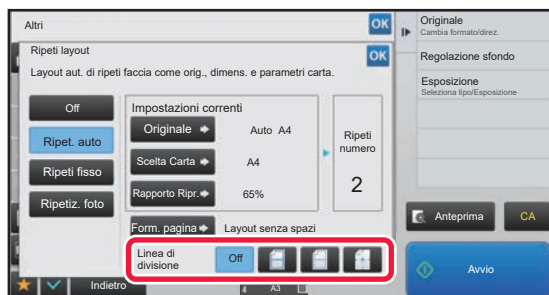 Altri
OK
Ripeti layout
OK
Layout aut. di ripeti faccia come orig., dimens. e parametri carta.
Off
Ripet. auto
Ripeti fisso
Ripetiz. foto
Impostazioni correnti
Originale
Auto A4
Scelta Carta
A4
Rapporto Ripr.
65%
Ripeti
numero
2
Form. pagina
Layout senza spazi
Linea di
divisione
Off
Indietro
4
A3
Originale
Cambia formato/direz.
Regolazione sfondo
Esposizione
Seleziona tipo/Esposizione
Anteprima
CA
Avvio